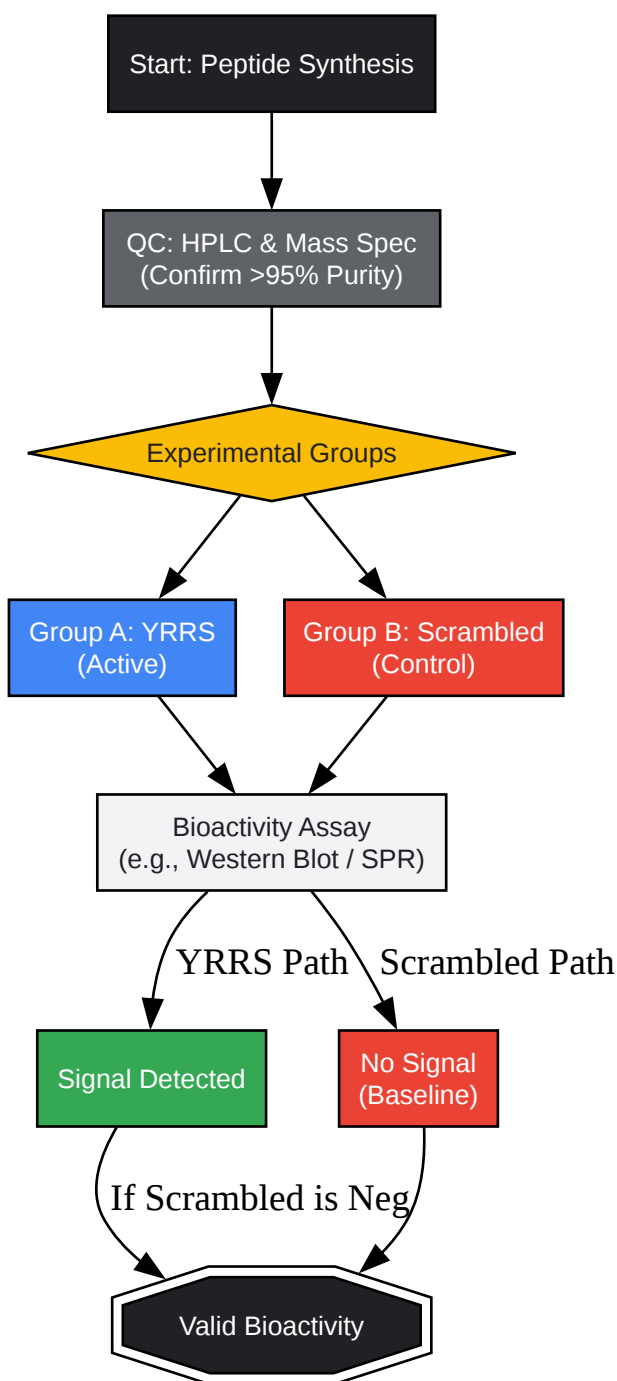 Start: Peptide Synthesis
QC: HPLC & Mass Spec
(Confirm >95% Purity)
Experimental Groups
Group A: YRRS
(Active)
Group B: Scrambled
(Control)
Bioactivity Assay
(e.g., Western Blot / SPR)
YRRS Path
Scrambled Path
Signal Detected
No Signal
(Baseline)
If Scrambled is Neg
Valid Bioactivity